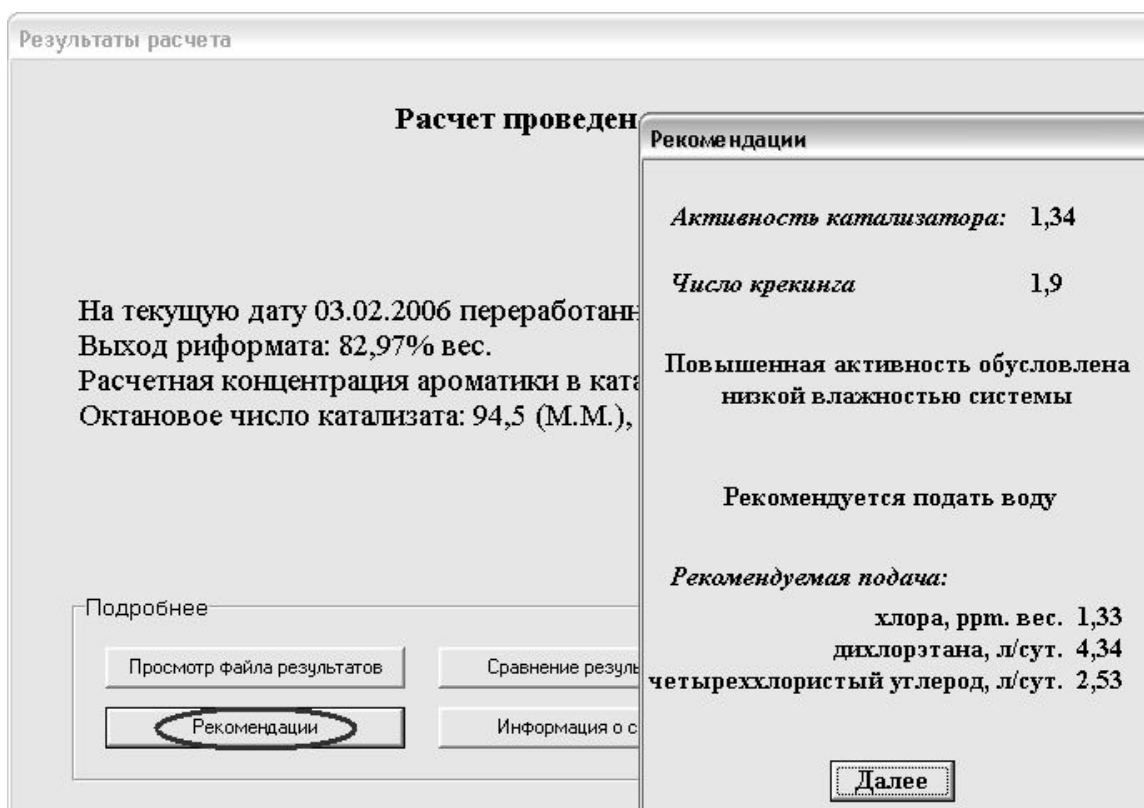 Результаты расчета
Расчет проведен
На текущую дату 03.02.2006
Выход риформата: 82,97% вес.
Расчетная концентрация ароматики в
Октановое число катализата: 94,5 (М.М.),
Подробнее
Просмотр файла результатов
Сравнение
Рекомендации
Информация о
Рекомендации
Активность катализатора: 1,34
Число крекинга 1,9
Повышенная активность обусловлена
низкой влажностью системы
Рекомендуется подать воду
Рекомендуемая подача:
хлора, ppm. вес. 1,33
дихлорэтана, л/сут. 4,34
четыреххлористый углерод, л/сут. 2,53
Далее